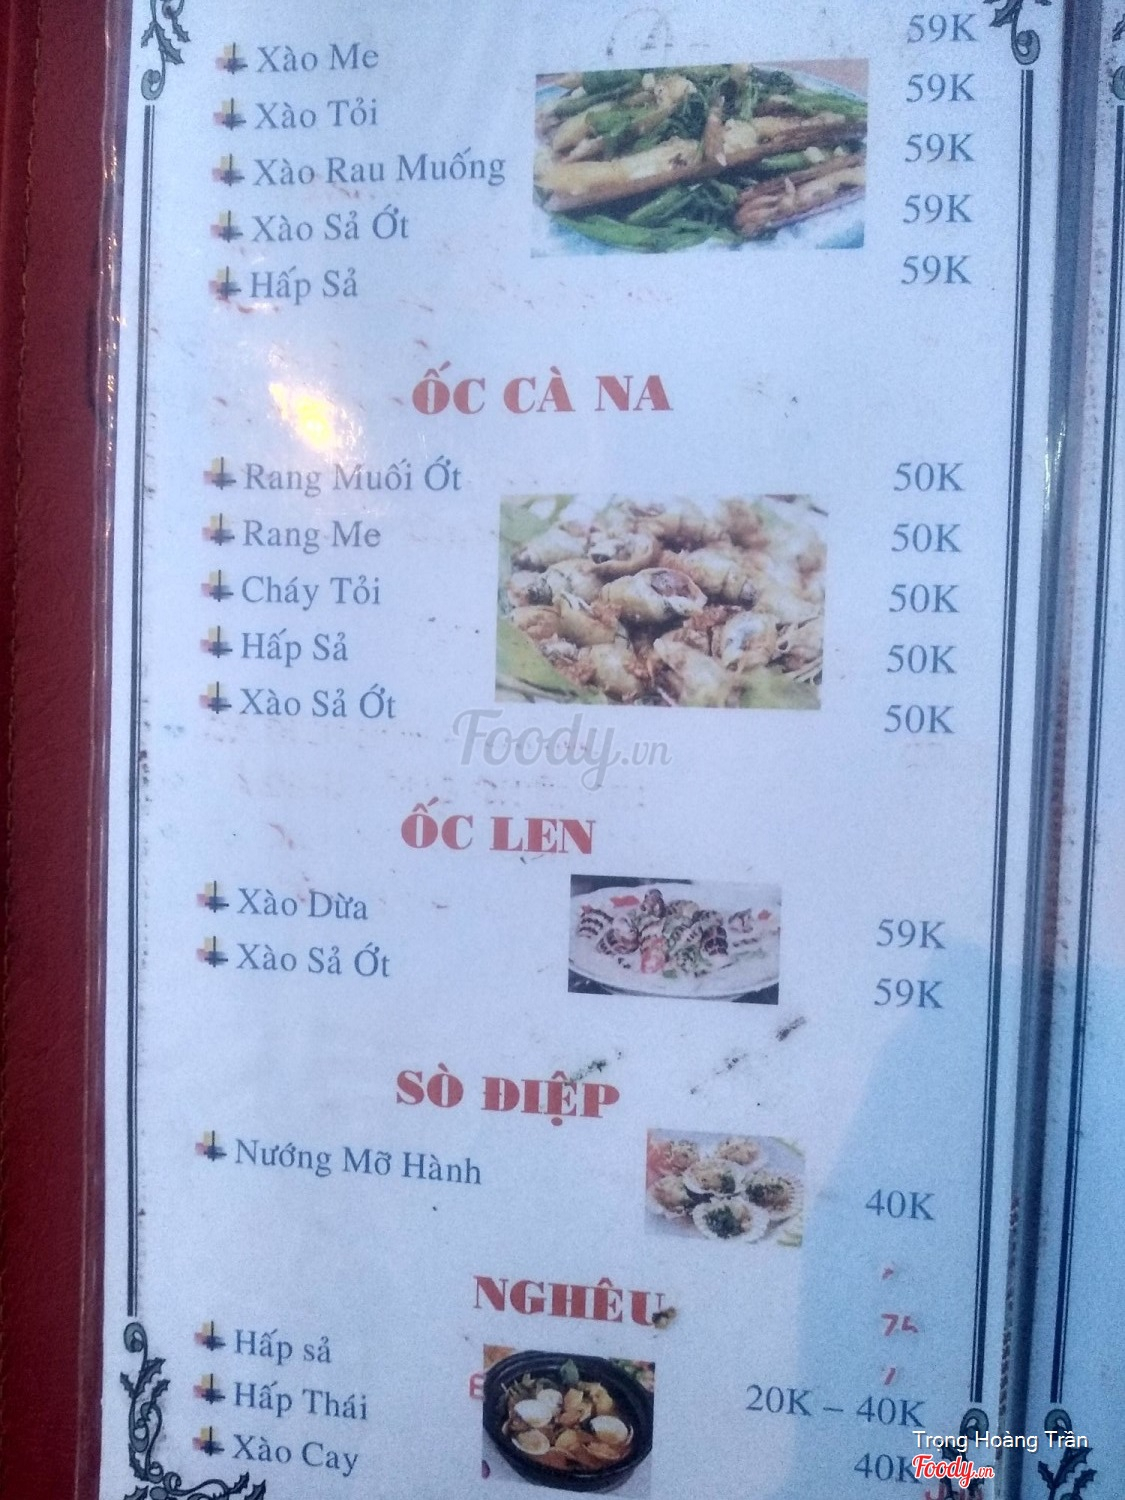 59K
Xào Me 59K
Xào Tỏi 59K
Xào Rau Muống 59K
Xào Sả Ớt 59K
Hấp Sả
ỐC CÀ NA
Rang Muối Ớt 50K
Rang Me 50K
Cháy Tỏi 50K
Hấp Sả 50K
Xào Sả Ớt 50K
Foody.vn
ỐC LEN
Xào Dừa 59K
Xào Sả Ớt 59K
SÒ ĐIỆP
Nướng Mỡ Hành 40K
NGHÊU
Hấp sả
Hấp Thái 20K – 40K
Xào Cay 40K
Trọng Hoàng Trần
Foody.vn